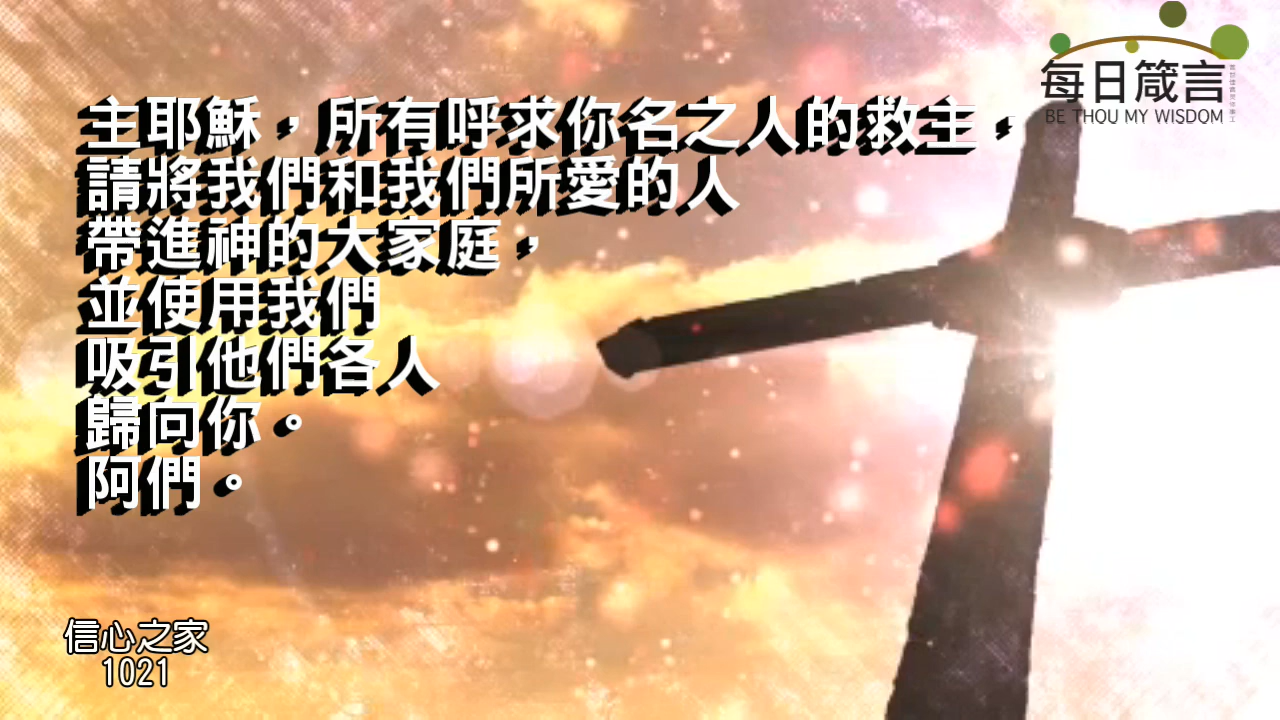 每日箴言
BE THOU MY WISDOM
主耶穌，所有呼求你名之人的救主，
請將我們和我們所愛的人
帶進神的大家庭，
並使用我們
吸引他們各人
歸向你。
阿們。
信心之家
1021